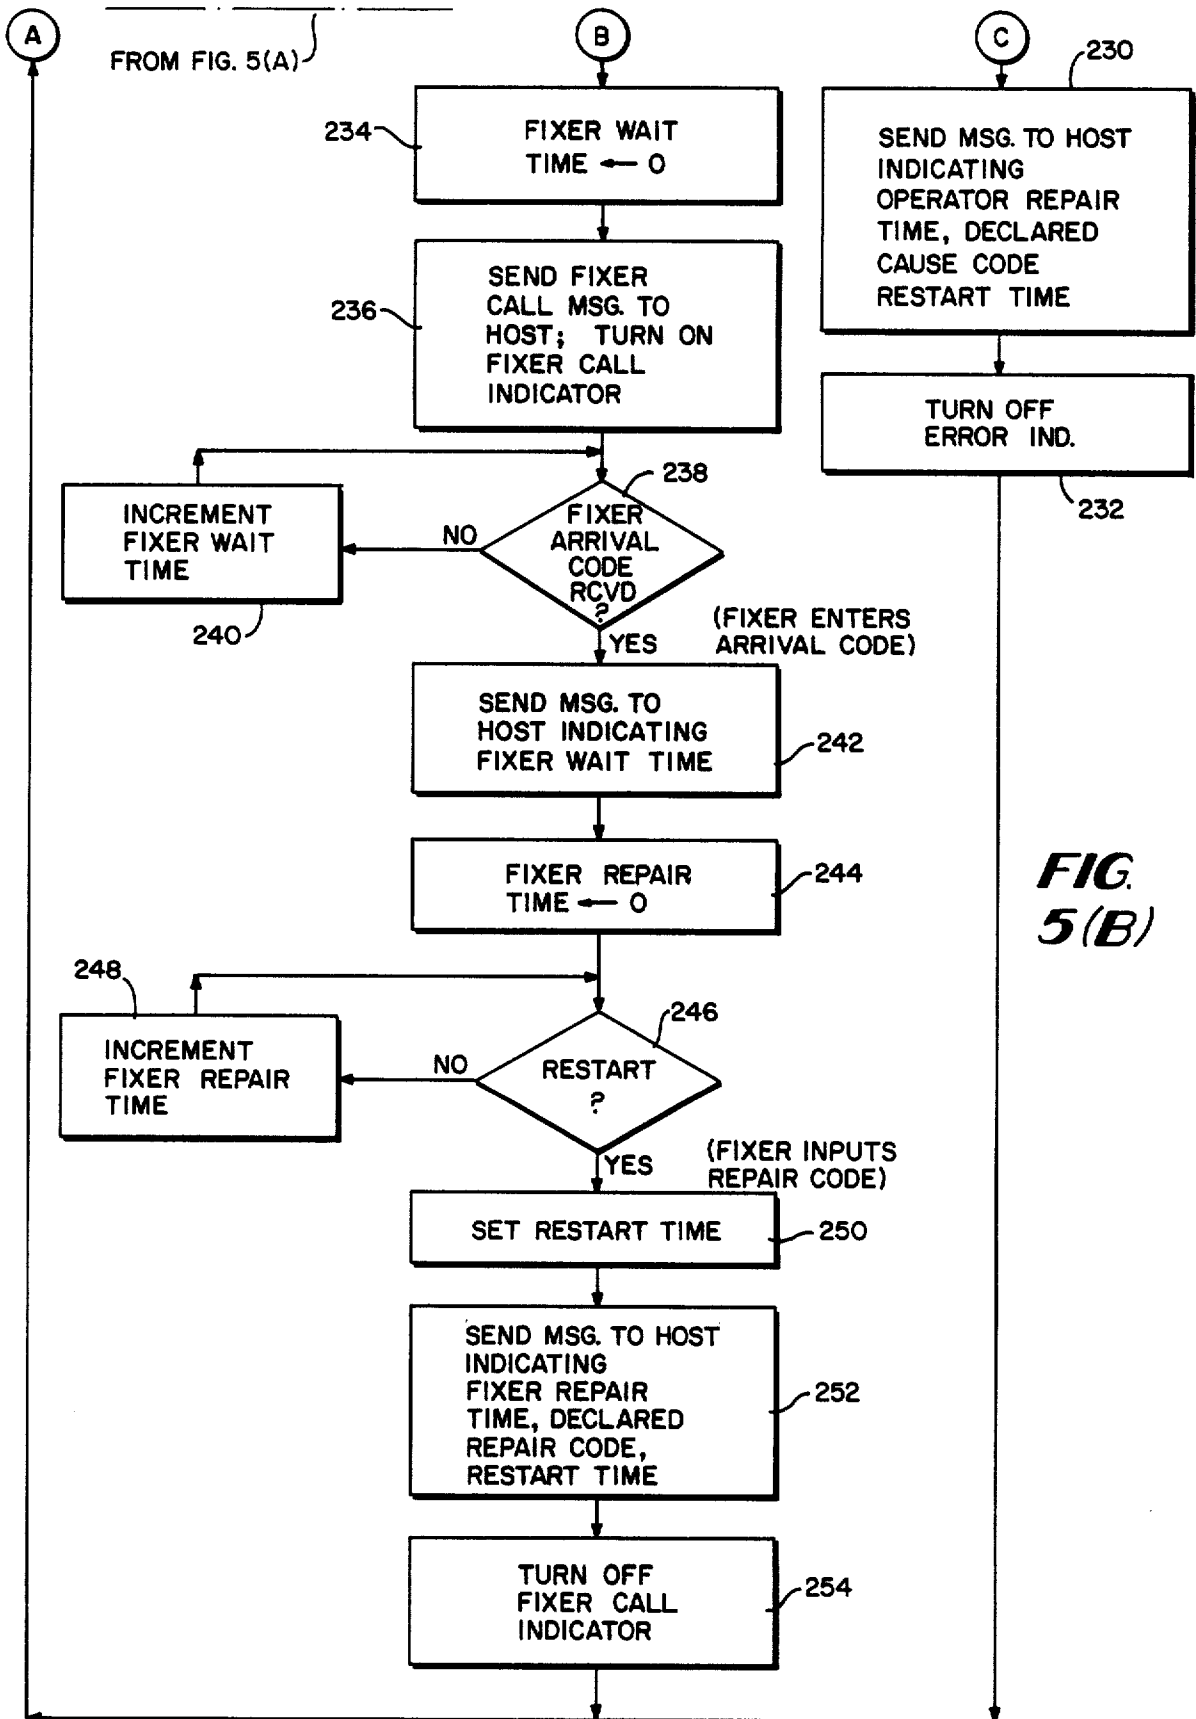 A
FROM FIG. 5(A)
B
C
230
234
FIXER WAIT
TIME ← 0
SEND MSG. TO HOST
INDICATING
OPERATOR REPAIR
TIME, DECLARED
CAUSE CODE
RESTART TIME
236
SEND FIXER
CALL MSG. TO
HOST; TURN ON
FIXER CALL
INDICATOR
TURN OFF
ERROR IND.
232
238
FIXER
ARRIVAL
CODE
RCVD
?
NO
INCREMENT
FIXER WAIT
TIME
240
YES
(FIXER ENTERS
ARRIVAL CODE)
SEND MSG. TO
HOST INDICATING
FIXER WAIT TIME
242
FIXER REPAIR
TIME ← 0
244
FIG.
5(B)
248
INCREMENT
FIXER REPAIR
TIME
NO
246
RESTART
?
YES
(FIXER INPUTS
REPAIR CODE)
SET RESTART TIME
250
SEND MSG. TO HOST
INDICATING
FIXER REPAIR
TIME, DECLARED
REPAIR CODE,
RESTART TIME
252
TURN OFF
FIXER CALL
INDICATOR
254